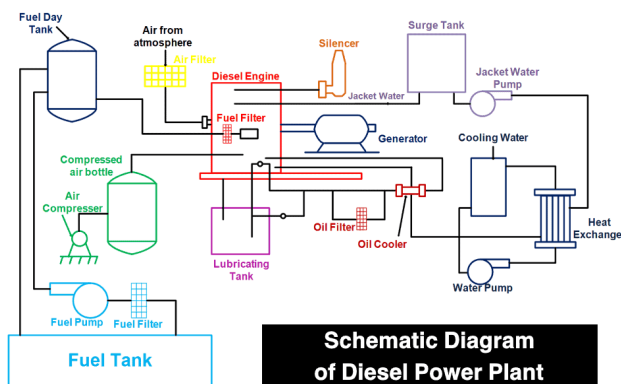 Fuel Day
Tank
Air from
atmosphere
Air Filter
Silencer
Surge Tank
Diesel Engine
Jacket Water
Jacket Water
Pump
Fuel Filter
Generator
Cooling Water
Compressed
air bottle
Air
Compresser
Heat
Exchange
Oil Filter
Oil Cooler
Lubricating
Tank
Water Pump
Fuel Pump
Fuel Filter
Fuel Tank
Schematic Diagram
of Diesel Power Plant